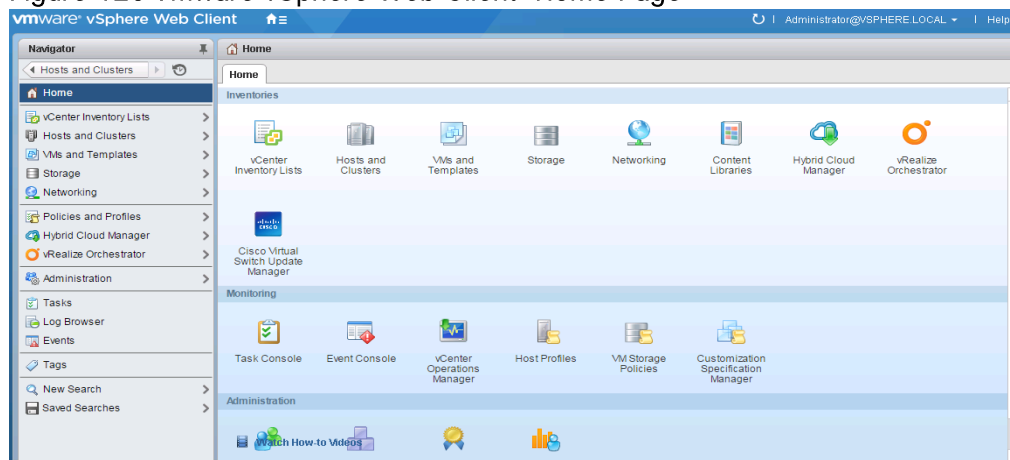 vmware® vSphere Web Client
Administrator@VSPHERE.LOCAL
Help
Navigator
Hosts and Clusters
Home
vCenter Inventory Lists
Hosts and Clusters
VMs and Templates
Storage
Networking
Policies and Profiles
Hybrid Cloud Manager
vRealize Orchestrator
Administration
Tasks
Log Browser
Events
Tags
New Search
Saved Searches
Home
Home
Inventories
vCenter
Inventory Lists
Hosts and
Clusters
VMs and
Templates
Storage
Networking
Content
Libraries
Hybrid Cloud
Manager
vRealize
Orchestrator
CISCO
Cisco Virtual
Switch Update
Manager
Monitoring
Task Console
Event Console
vCenter
Operations
Manager
Host Profiles
VM Storage
Policies
Customization
Specification
Manager
Administration
Watch How-to Videos